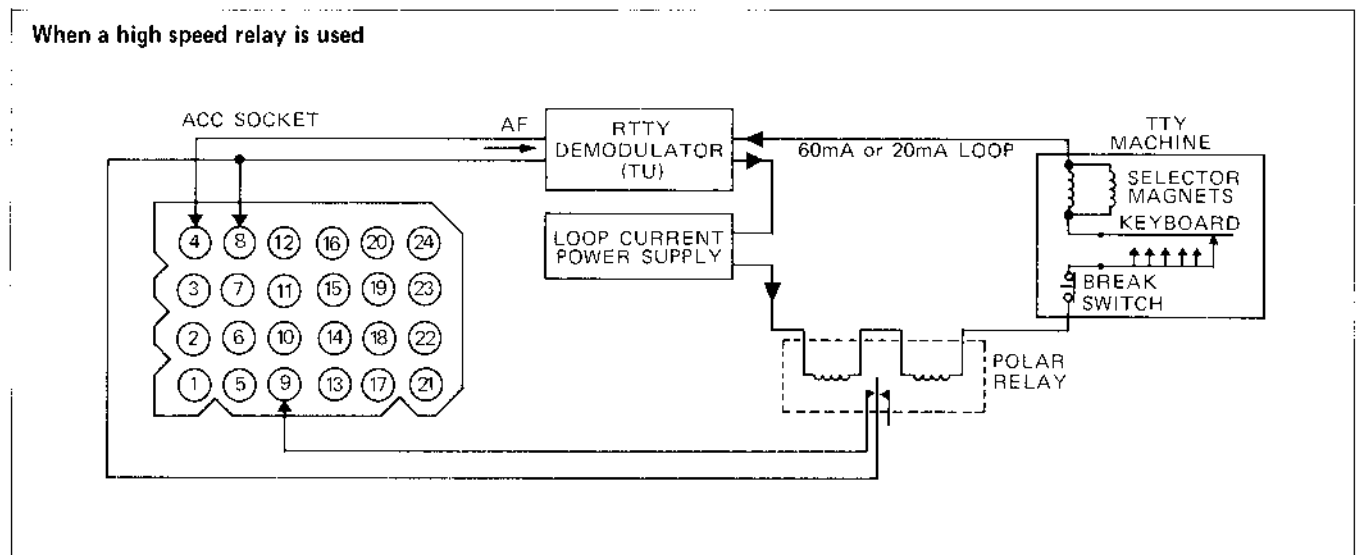 When a high speed relay is used
ACC SOCKET
AF
RTTY
DEMODULATOR
(TU)
60mA or 20mA LOOP
TTY
MACHINE
SELECTOR
MAGNETS
KEYBOARD
BREAK
SWITCH
LOOP CURRENT
POWER SUPPLY
POLAR
RELAY
4 8 12 16 20 24
3 7 11 15 19 23
2 6 10 14 18 22
1 5 9 13 17 21